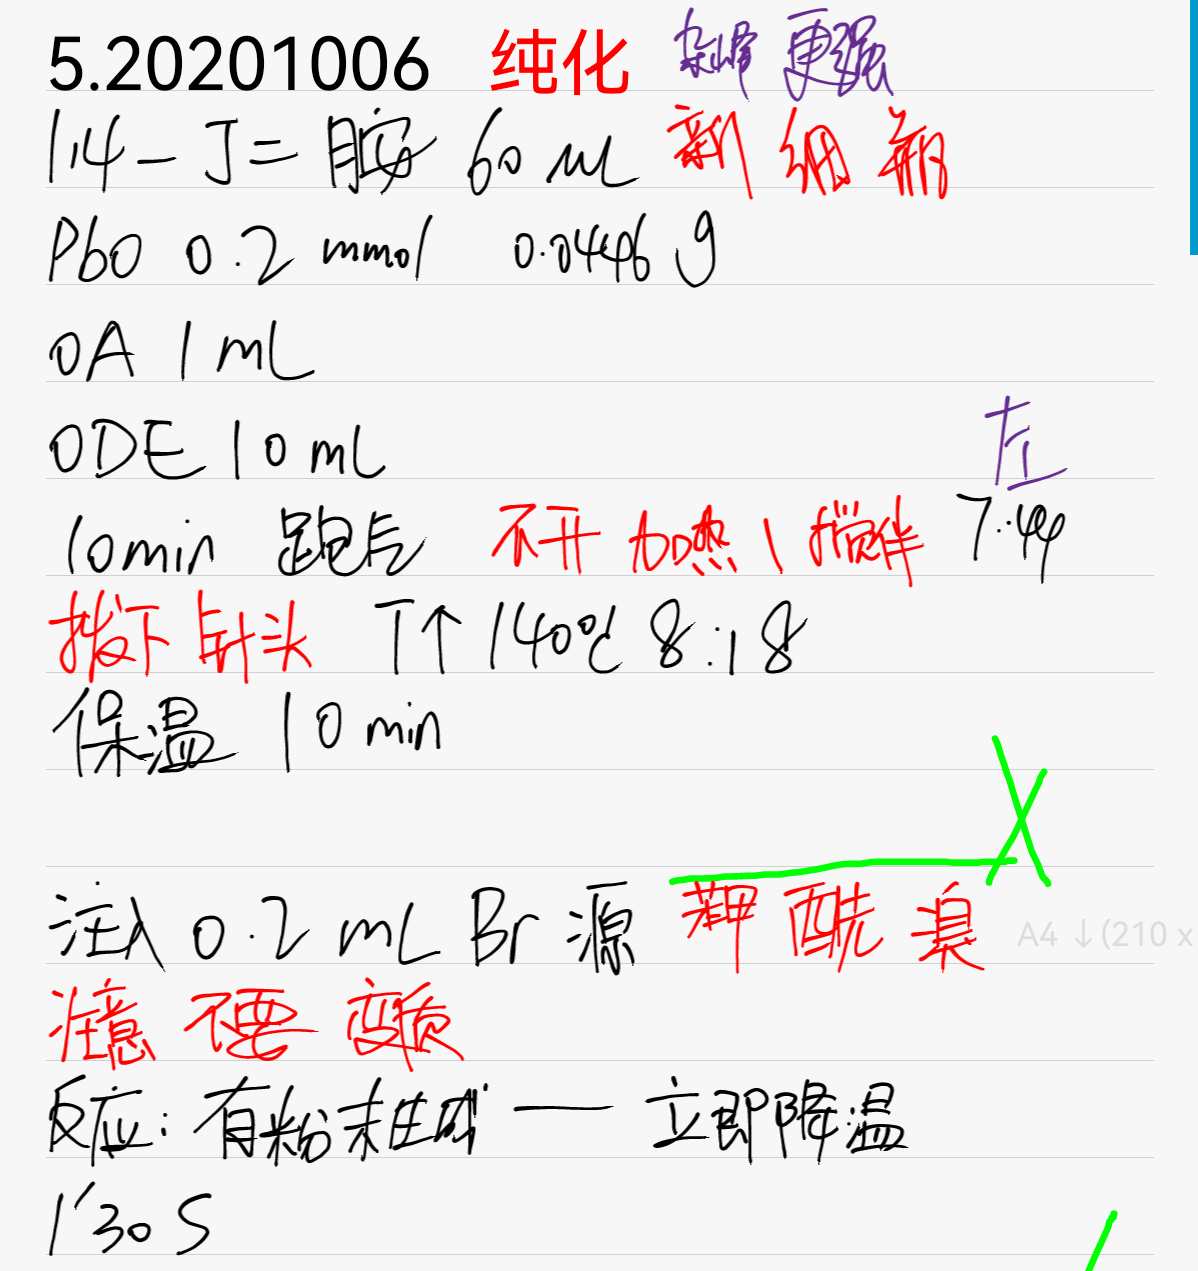 5.20201006 纯化 杂峰 更强
1,4-丁二胺 60 uL 新 细 瓶
PbO 0.2 mmol 0.0446 g
OA 1 mL
ODE 10 mL 左
10min 跑后 不开 加热、搅拌 7:44
拔下 针头 T↑ 140℃ 8:18
保温 10 min
X
注入 0.2 mL Br 源 苯甲 酰 溴
A4 ↓(210 x
注意 不要 变质
反应: 有粉末生成 — 立即降温
1'30 S